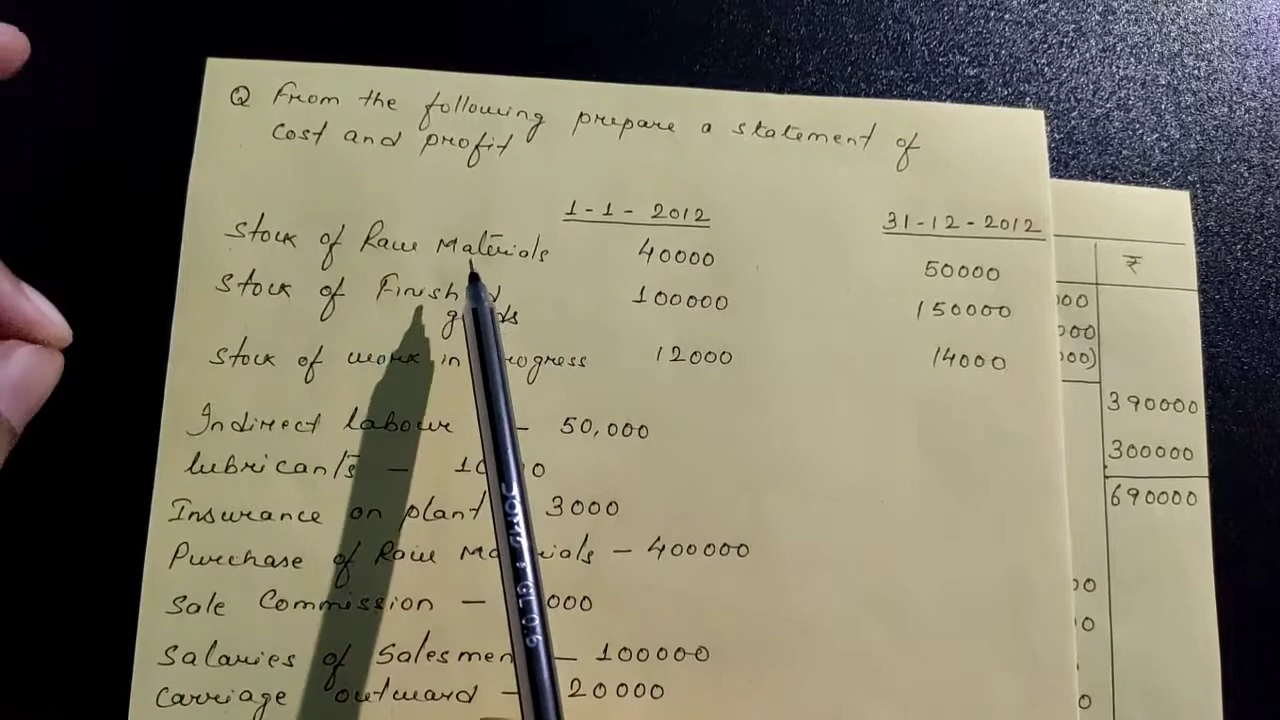 Q From the following prepare a statement of
cost and profit
1-1-2012 31-12-2012
Stock of Raw Materials 40000 50000
Stock of Finished goods 100000 150000
Stock of work in progress 12000 14000
Indirect labour - 50,000
lubricants -
Insurance on plant 3000
Purchase of Raw Materials - 400000
Sale Commission -
Salaries of Salesmen - 100000
Carriage outward - 20000
₹
390000
300000
690000